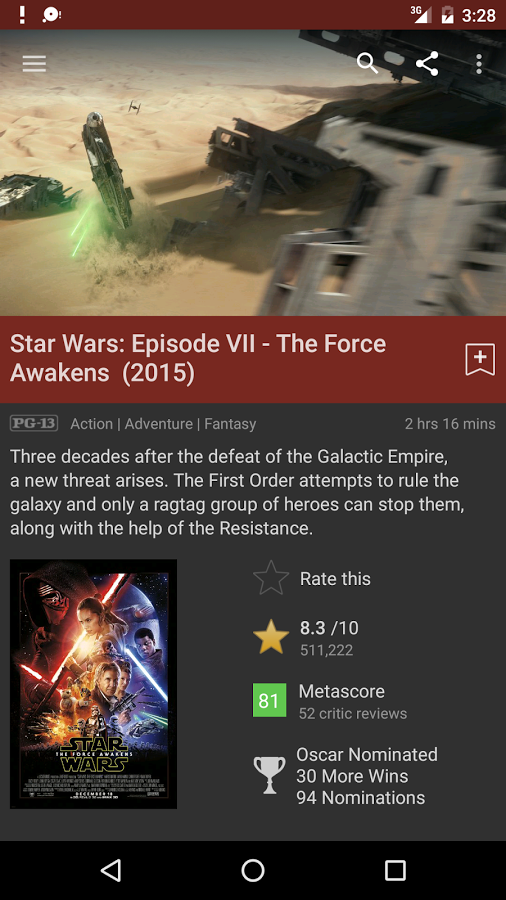 3G 3:28
Star Wars: Episode VII - The Force
Awakens (2015)
PG-13 Action | Adventure | Fantasy 2 hrs 16 mins
Three decades after the defeat of the Galactic Empire,
a new threat arises. The First Order attempts to rule the
galaxy and only a ragtag group of heroes can stop them,
along with the help of the Resistance.
Rate this
8.3 /10
511,222
81 Metascore
52 critic reviews
Oscar Nominated
30 More Wins
94 Nominations
STAR
THE FORCE AWAKENS
WARS
DECEMBER 18